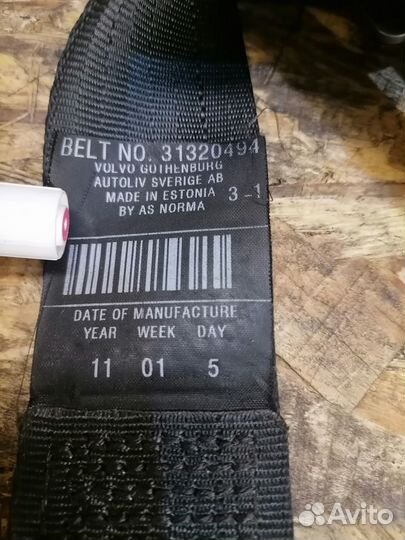 BELT NO. 31320494
VOLVO GOTHENBURG
AUTOLIV SVERIGE AB
MADE IN ESTONIA 3-1
BY AS NORMA
DATE OF MANUFACTURE
YEAR WEEK DAY
11 01 5
Avito